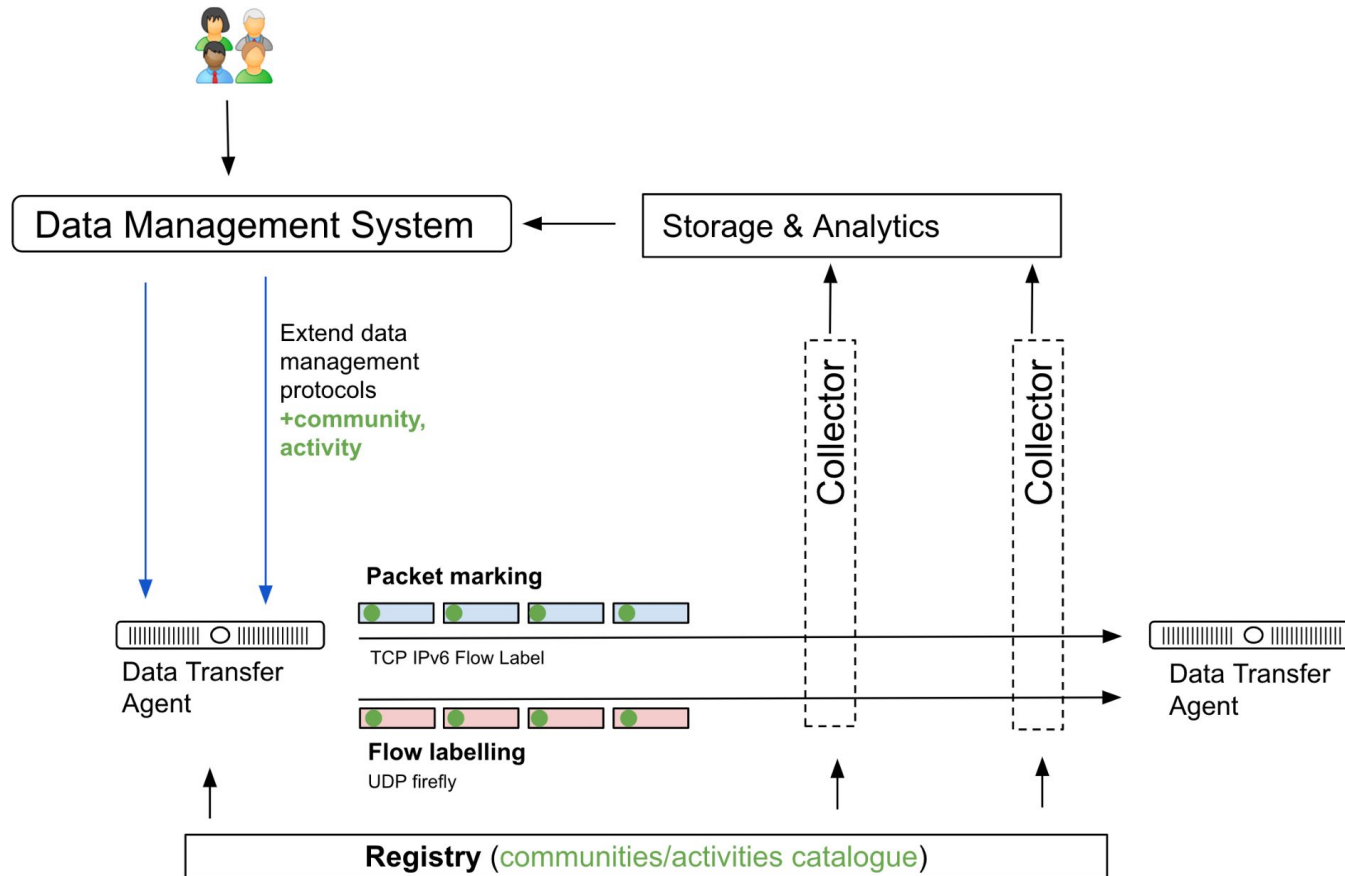 Data Management System
Storage & Analytics
Extend data
management
protocols
+community,
activity
Collector
Collector
Packet marking
TCP IPv6 Flow Label
Data Transfer
Agent
Data Transfer
Agent
Flow labelling
UDP firefly
Registry (communities/activities catalogue)